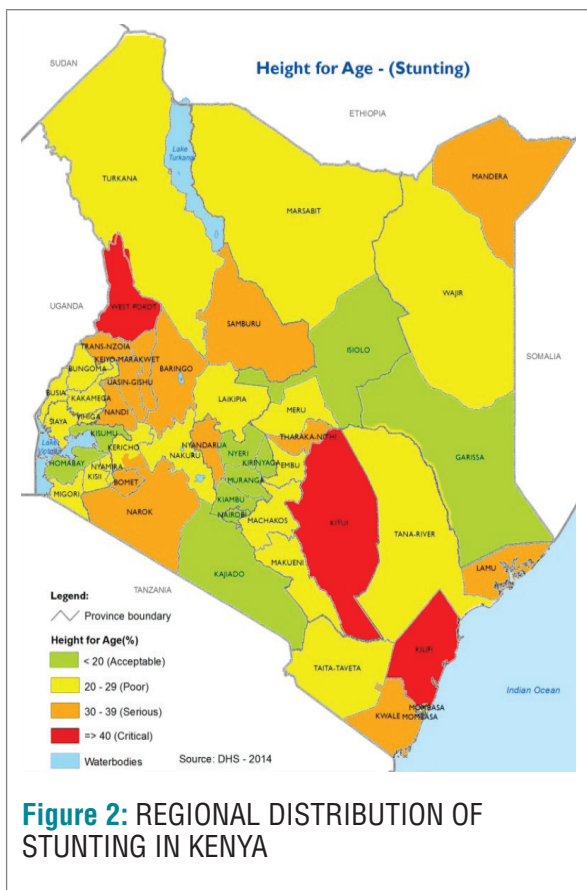 SUDAN
Height for Age - (Stunting)
ETHIOPIA
Lake
Turkana
MANDERA
TURKANA
MARSABIT
WAJIR
UGANDA
WEST POKOT
SAMBURU
SOMALIA
TRANS-NZOIA
KEIYO-MARAKWET
BUNGOMA
BARINGO
ISIOLO
UASIN-GISHU
BUSIA
KAKAMEGA
LAIKIPIA
NANDI
MERU
VIHIGA
SIAYA
KISUMU
THARAKA-NITHI
NYANDARUA
KERICHO
GARISSA
Lake
Victoria
NYERI
HOMABAY
NYAMIRA
NAKURU
KIRINYAGA
EMBU
KISII
MURANGA
BOMET
KITUI
KIAMBU
MIGORI
NAIROBI
NAROK
MACHAKOS
TANA-RIVER
MAKUENI
LAMU
KAJIADO
TANZANIA
Legend:
Province boundary
Height for Age(%)
< 20 (Acceptable)
20 - 29 (Poor)
30 - 39 (Serious)
=> 40 (Critical)
Waterbodies
KILIFI
TAITA-TAVETA
Indian Ocean
MOMBASA
KWALE
MOMBASA
Source: DHS - 2014
Figure 2: REGIONAL DISTRIBUTION OF
STUNTING IN KENYA